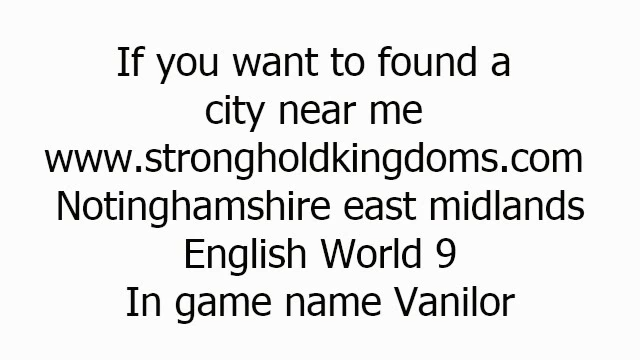 If you want to found a
city near me
www.strongholdkingdoms.com
Notinghamshire east midlands
English World 9
In game name Vanilor